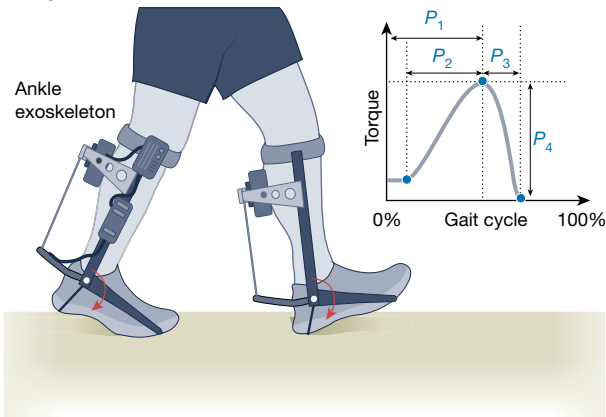 Ankle
exoskeleton
P1
P2
P3
P4
Torque
0%
Gait cycle
100%